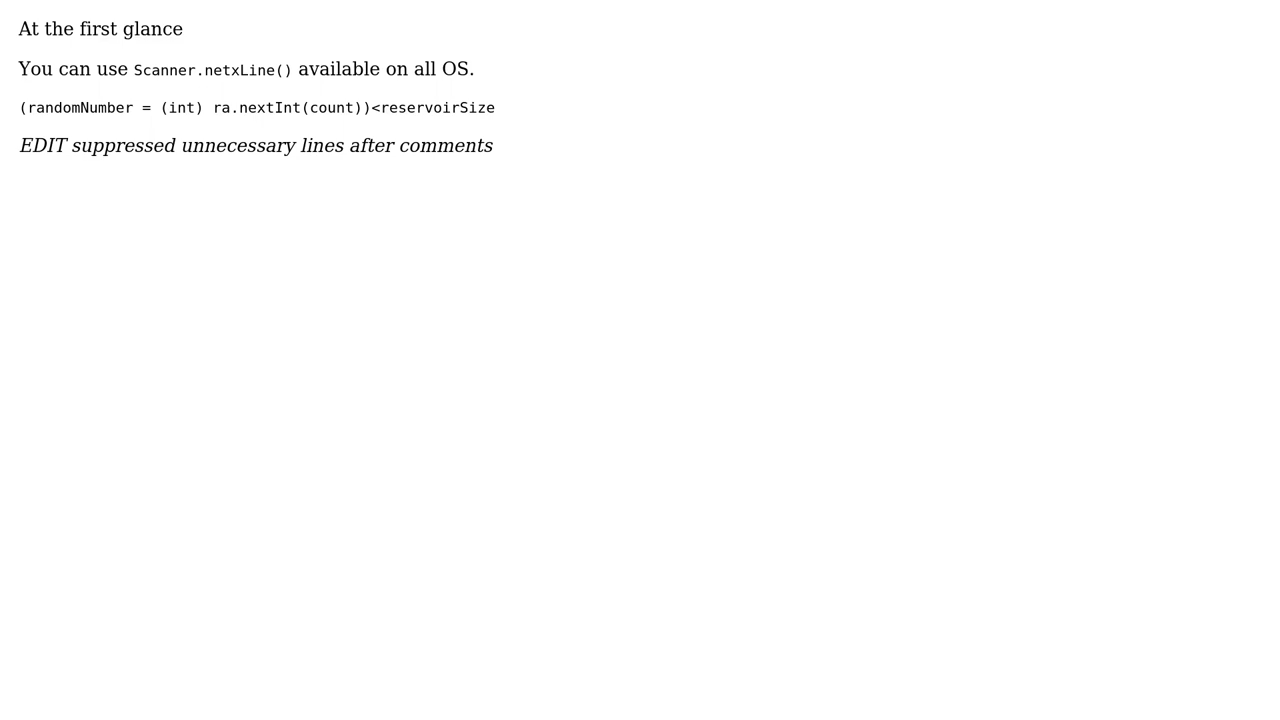 At the first glance
You can use Scanner.netxLine() available on all OS.
(randomNumber = (int) ra.nextInt(count))<reservoirSize
EDIT suppressed unnecessary lines after comments